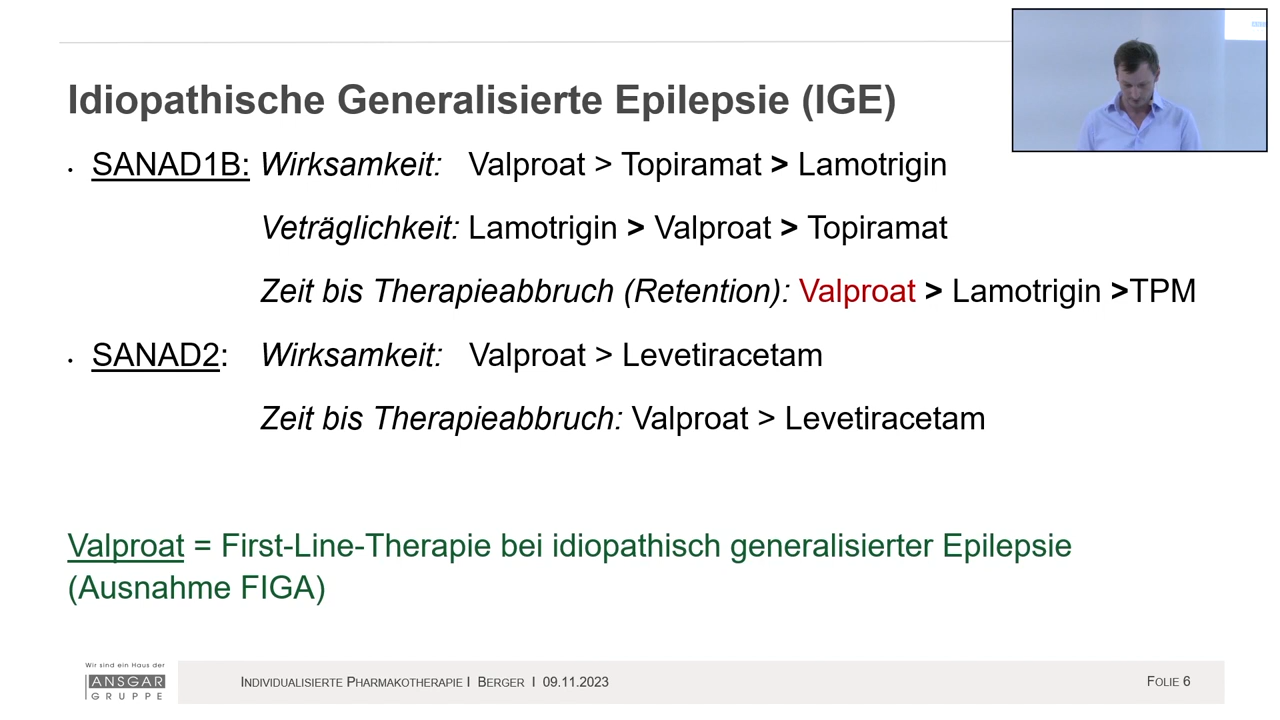 Idiopathische Generalisierte Epilepsie (IGE)
• SANAD1B: Wirksamkeit: Valproat > Topiramat > Lamotrigin
Veträglichkeit: Lamotrigin > Valproat > Topiramat
Zeit bis Therapieabbruch (Retention): Valproat > Lamotrigin >TPM
• SANAD2: Wirksamkeit: Valproat > Levetiracetam
Zeit bis Therapieabbruch: Valproat > Levetiracetam
Valproat = First-Line-Therapie bei idiopathisch generalisierter Epilepsie
(Ausnahme FIGA)
Wir sind ein Haus der
ANSGAR
GRUPPE
INDIVIDUALISIERTE PHARMAKOTHERAPIE I BERGER I 09.11.2023
FOLIE 6